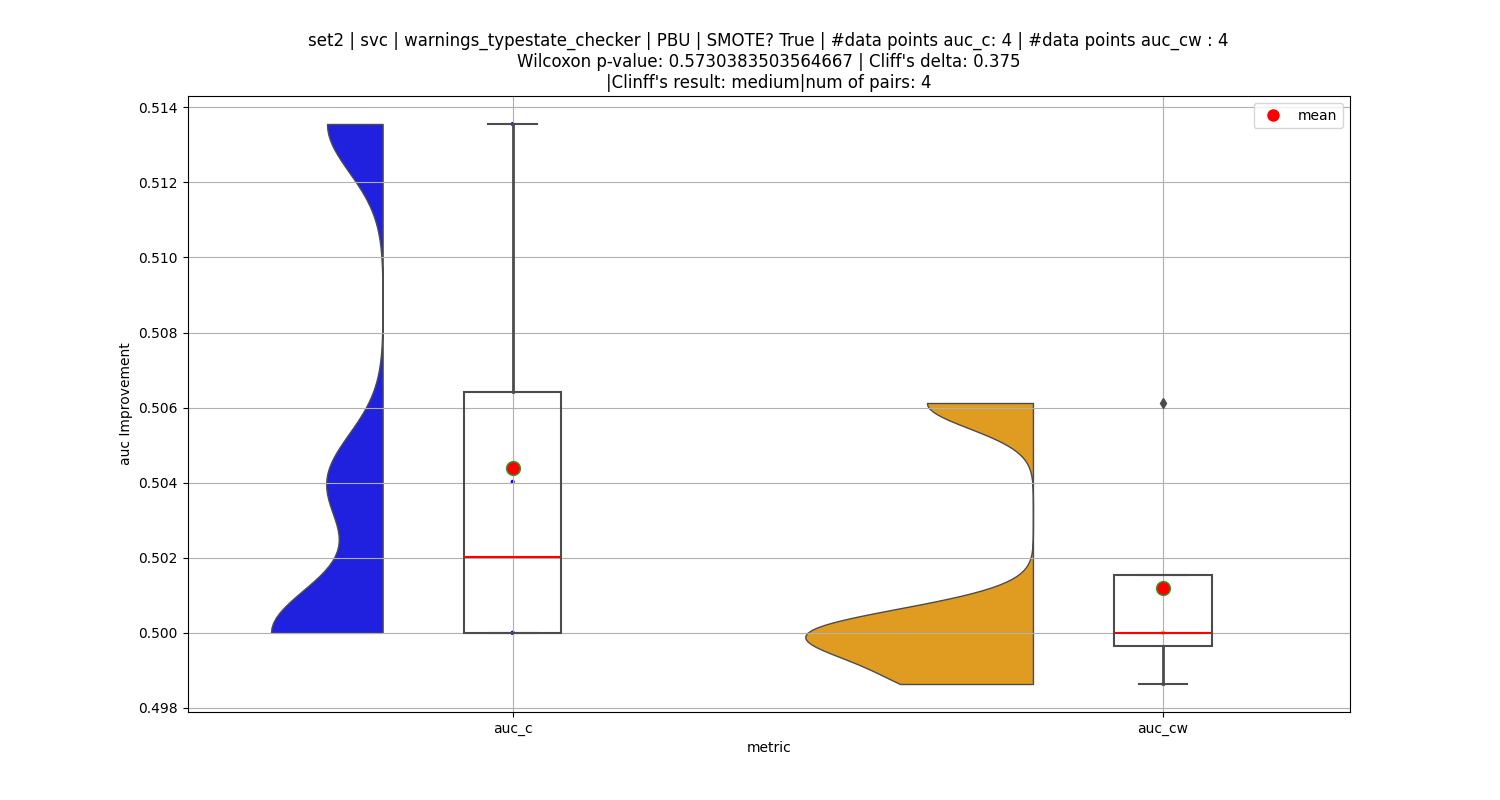 set2 | svc | warnings_typestate_checker | PBU | SMOTE? True | #data points auc_c: 4 | #data points auc_cw : 4
Wilcoxon p-value: 0.5730383503564667 | Cliff's delta: 0.375
|Clinff's result: medium|num of pairs: 4
mean
0.514
0.512
0.510
0.508
0.506
0.504
0.502
0.500
0.498
auc Improvement
auc_c
auc_cw
metric